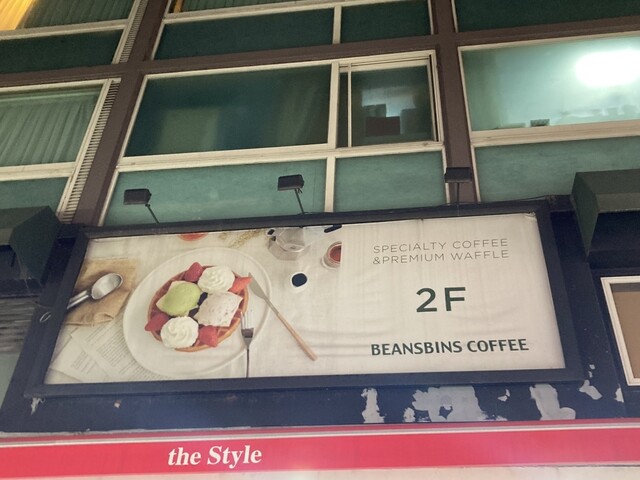 SPECIALTY COFFEE
&PREMIUM WAFFLE
2F
BEANSBINS COFFEE
the Style